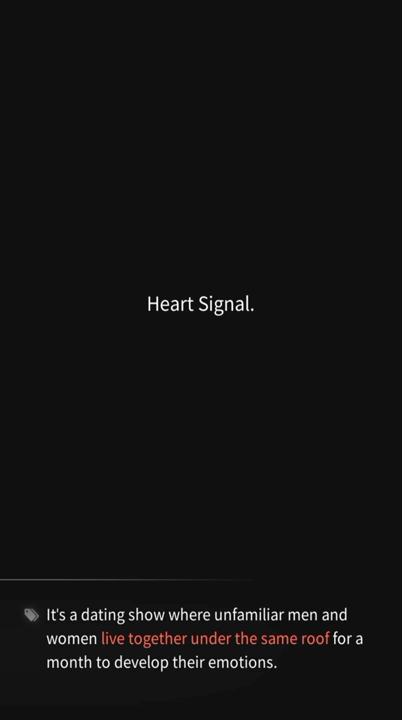 Heart Signal.
It's a dating show where unfamiliar men and
women live together under the same roof for a
month to develop their emotions.